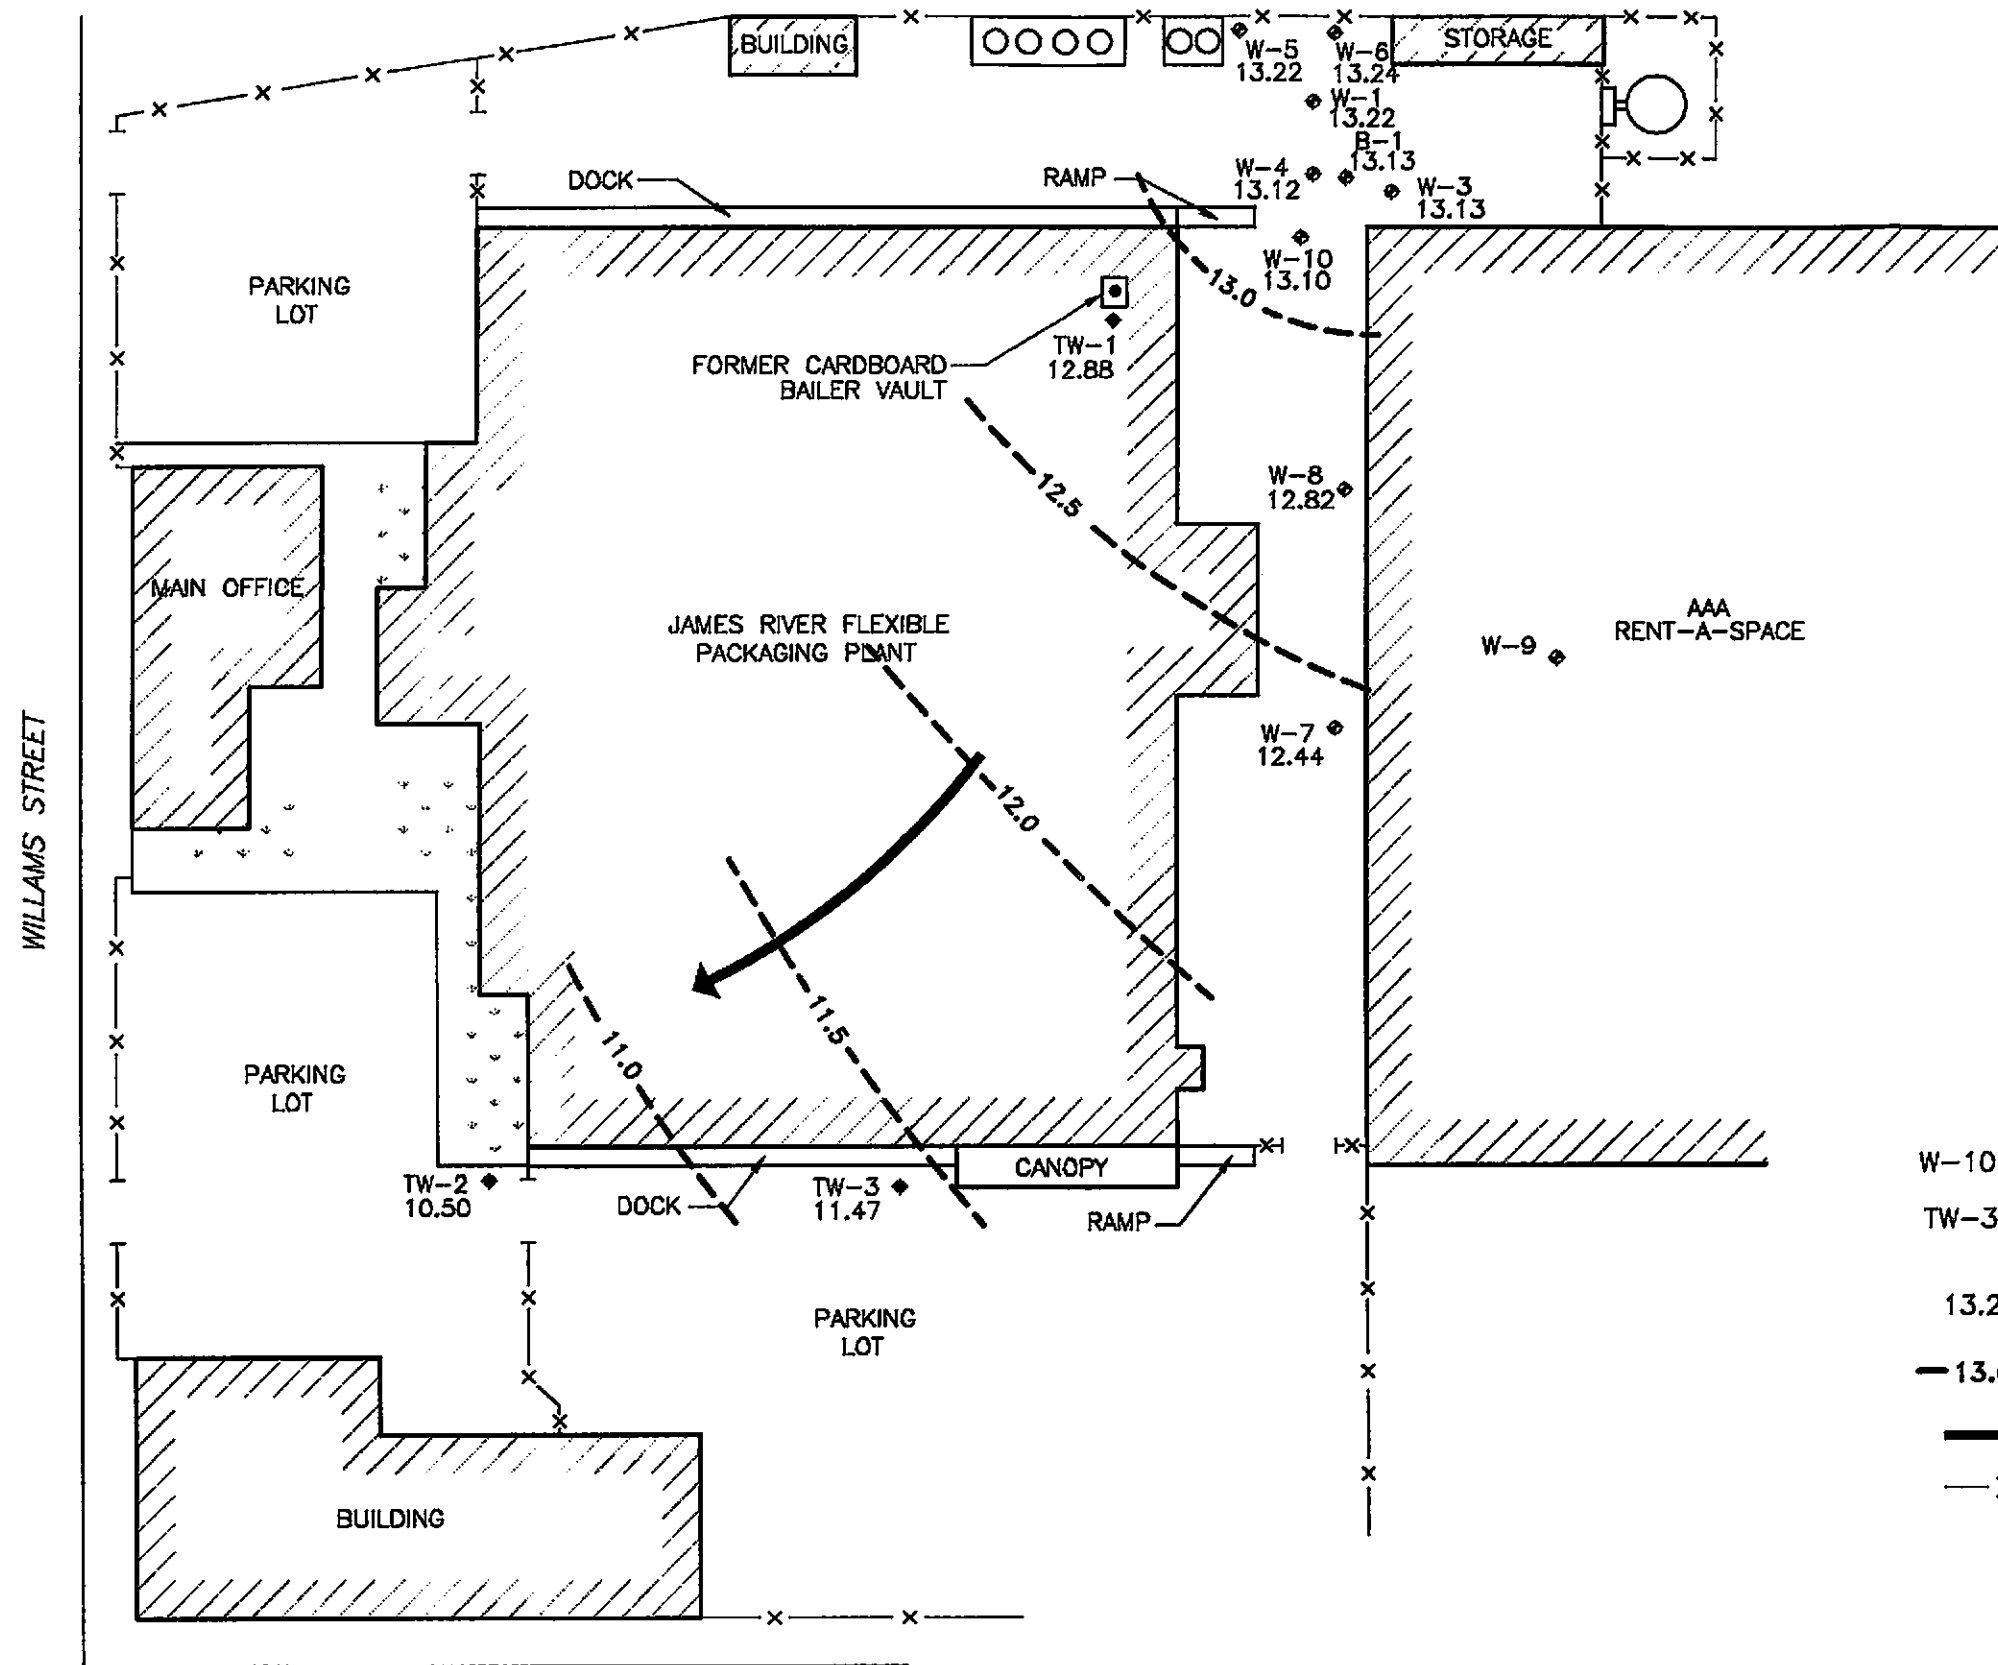 BUILDING
STORAGE
W-5
13.22
W-6
13.24
W-1
13.22
B-1
13.13
W-4
13.12
W-3
13.13
DOCK
RAMP
W-10
13.10
PARKING
LOT
13.0
TW-1
12.88
FORMER CARDBOARD
BAILER VAULT
12.5
W-8
12.82
MAIN OFFICE
JAMES RIVER FLEXIBLE
PACKAGING PLANT
AAA
RENT-A-SPACE
W-9
W-7
12.44
WILLAMS STREET
12.0
11.5
11.0
PARKING
LOT
CANOPY
TW-2
10.50
DOCK
TW-3
11.47
RAMP
W-10
TW-3
13.2
13.
PARKING
LOT
BUILDING